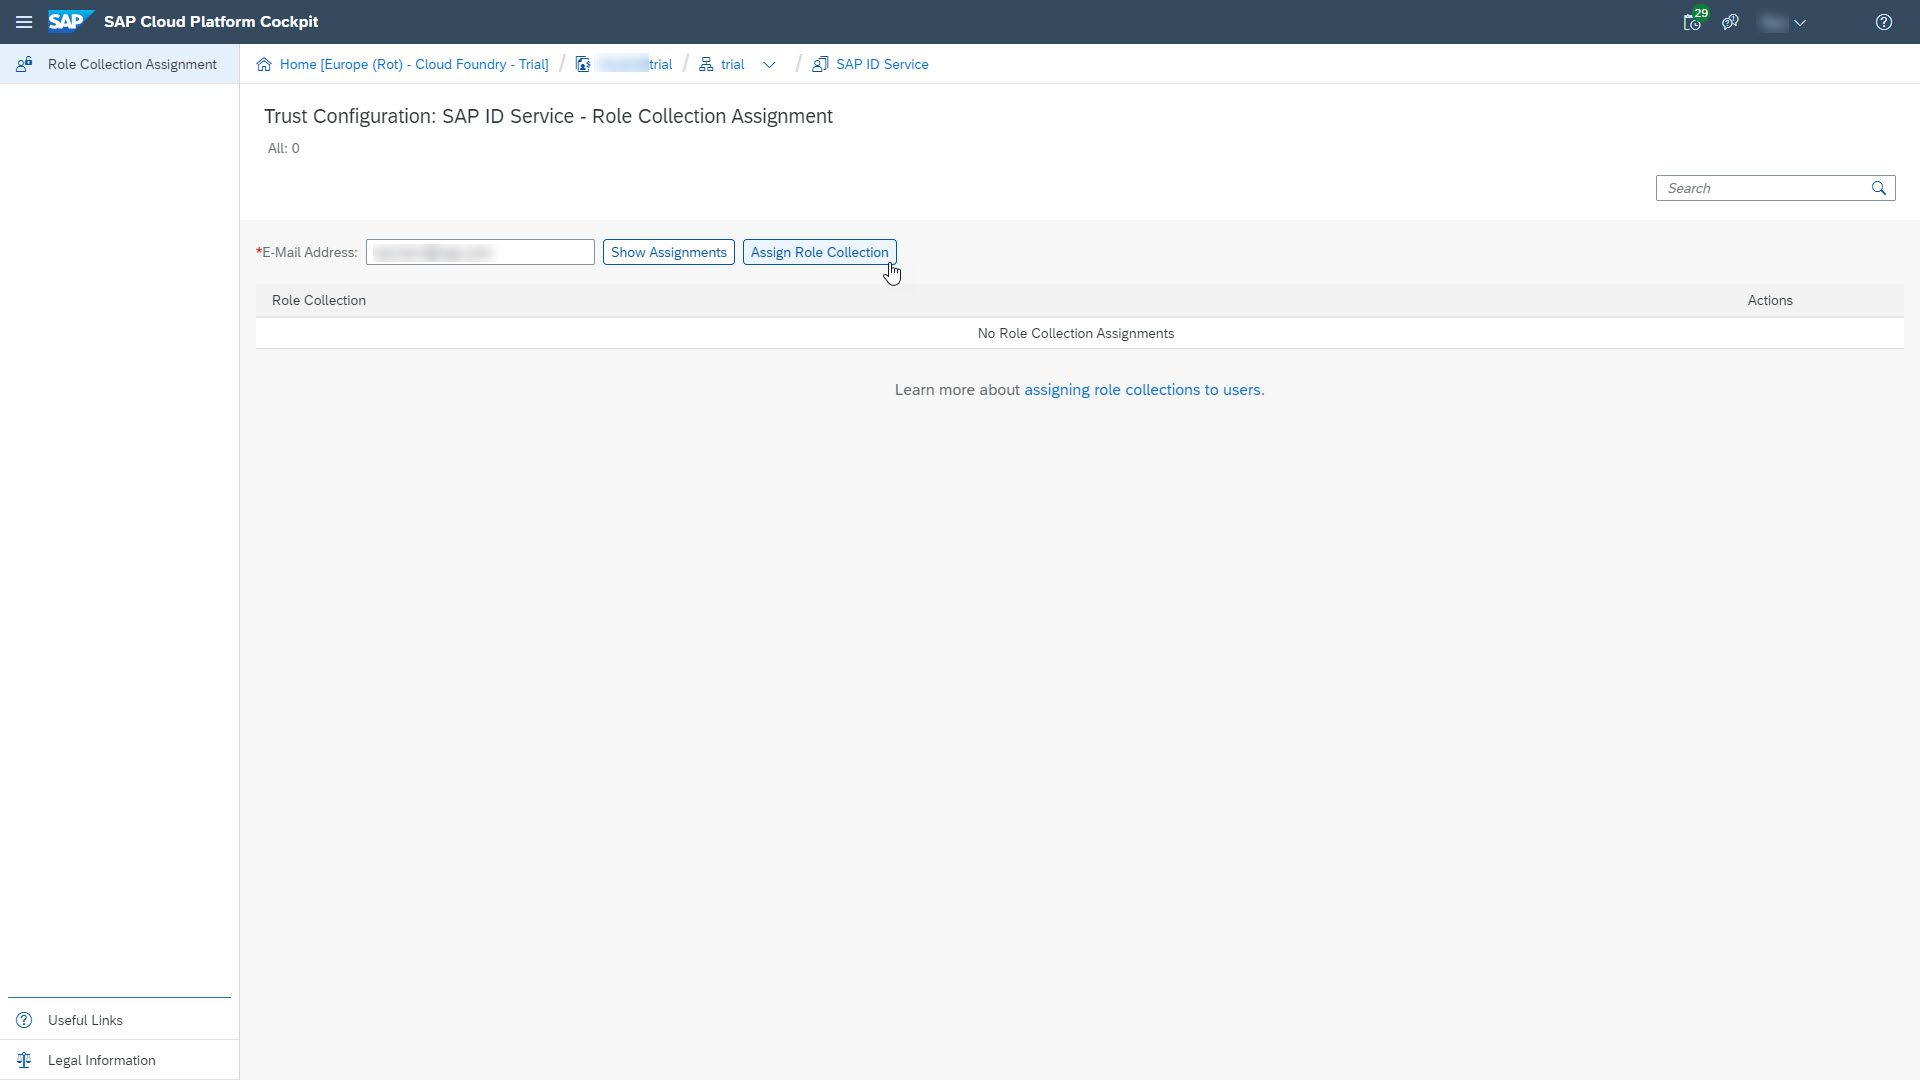 SAP SAP Cloud Platform Cockpit
29
Role Collection Assignment
Home [Europe (Rot) - Cloud Foundry - Trial] / trial / trial / SAP ID Service
Trust Configuration: SAP ID Service - Role Collection Assignment
All: 0
Search
*E-Mail Address: Show Assignments Assign Role Collection
Role Collection Actions
No Role Collection Assignments
Learn more about assigning role collections to users.
Useful Links
Legal Information